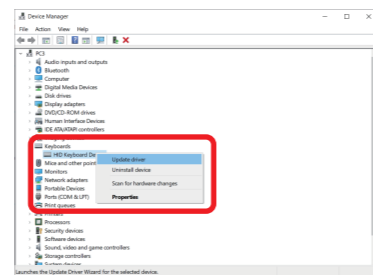 Device Manager
File Action View Help
PC3
Audio inputs and outputs
Bluetooth
Computer
Digital Media Devices
Disk drives
Display adapters
DVD/CD-ROM drives
Human Interface Devices
IDE ATA/ATAPI controllers
Keyboards
HID Keyboard De
Update driver
Mice and other point
Uninstall device
Monitors
Network adapters
Scan for hardware changes
Portable Devices
Ports (COM & LPT)
Properties
Print queues
Processors
Security devices
Software devices
Sound, video and game controllers
Storage controllers
System devices
Launches the Update Driver Wizard for the selected device.